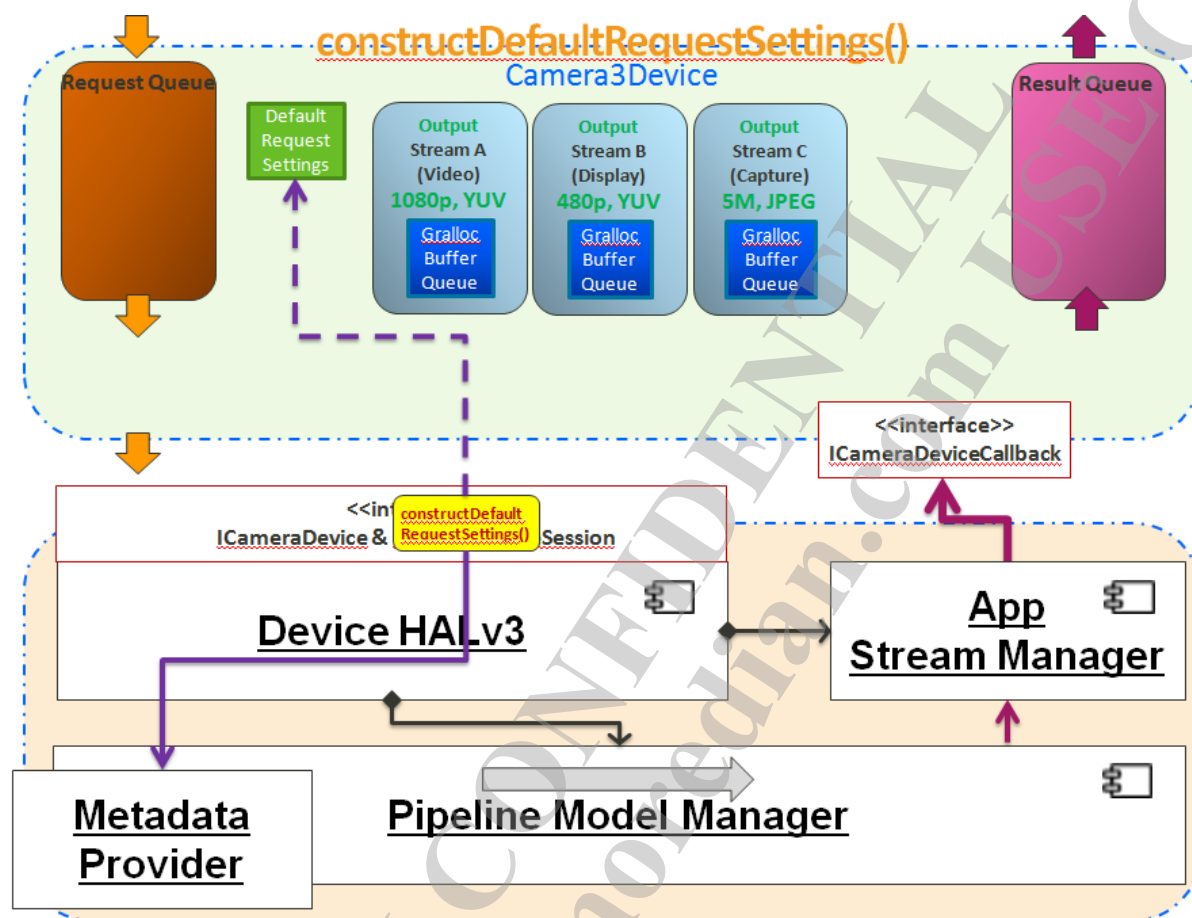 constructDefaultRequestSettings()
Camera3Device
Request Queue
Default
Request
Settings
Output
Stream A
(Video)
1080p, YUV
Gralloc
Buffer
Queue
Output
Stream B
(Display)
480p, YUV
Gralloc
Buffer
Queue
Output
Stream C
(Capture)
5M, JPEG
Gralloc
Buffer
Queue
Result Queue
<<interface>>
ICameraDeviceCallback
<<int
ICameraDevice &
Session
constructDefault
RequestSettings()
Device HALv3
App
Stream Manager
Metadata
Provider
Pipeline Model Manager
CONFIDENTIAL
.com USE